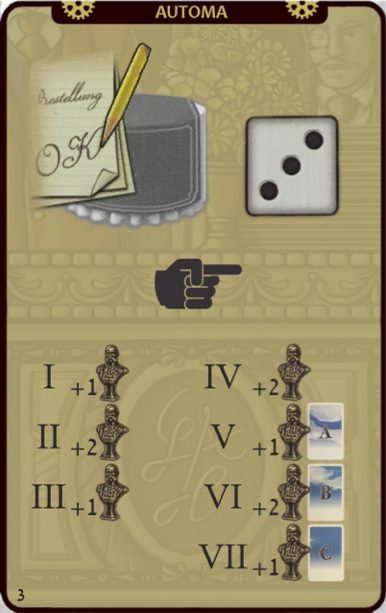 AUTOMA
Bestellung
OK
I +1 IV +2
II +2 V +1 A
III +1 VI +2 B
VII +1 C
3